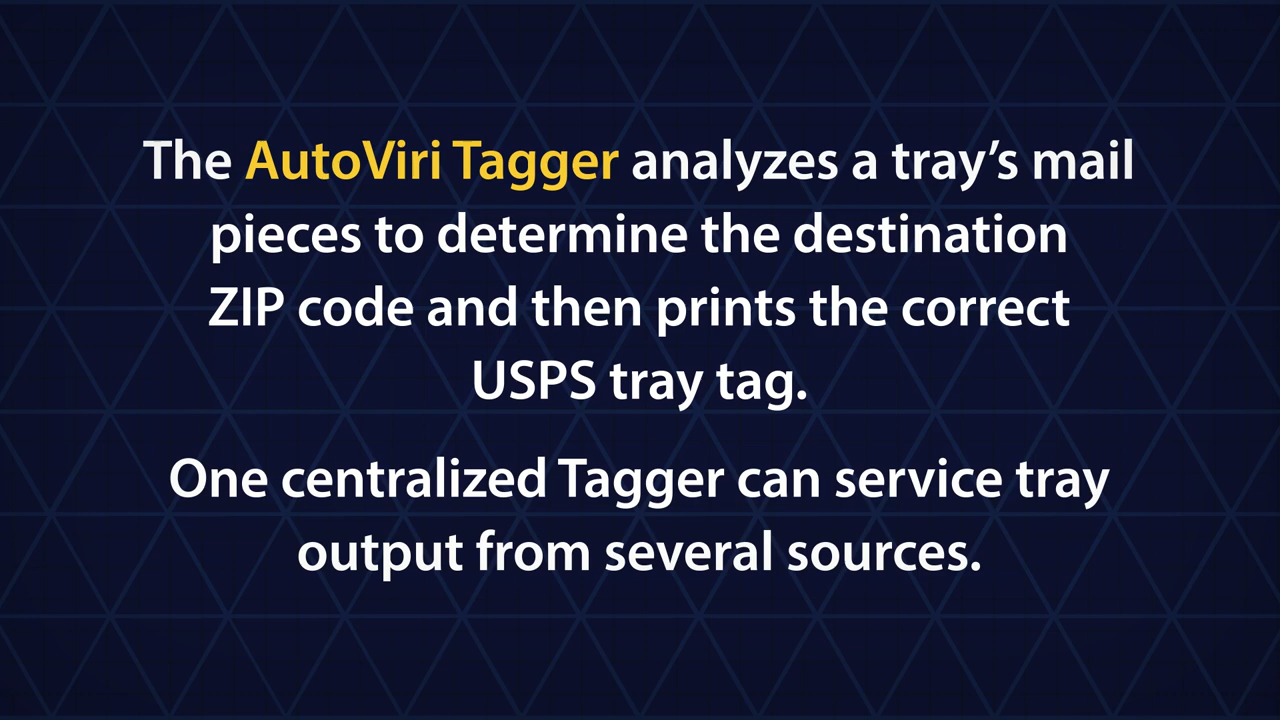 The AutoViri Tagger analyzes a tray’s mail
pieces to determine the destination
ZIP code and then prints the correct
USPS tray tag.
One centralized Tagger can service tray
output from several sources.